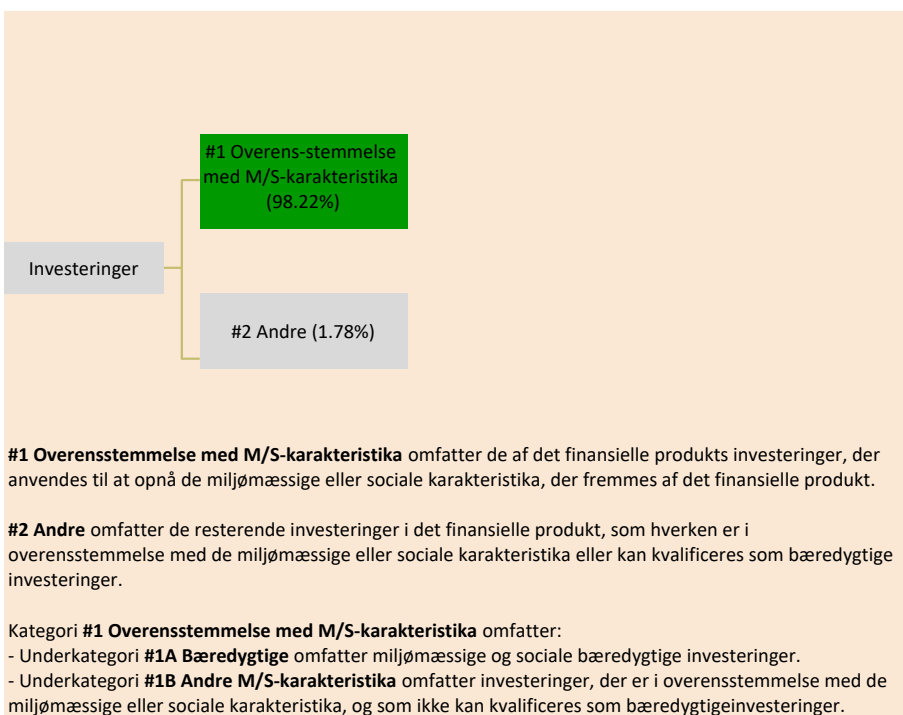 #1 Overens-stemmelse
med M/S-karakteristika
(98.22%)
Investeringer
#2 Andre (1.78%)
#1 Overensstemmelse med M/S-karakteristika omfatter de af det finansielle produkts investeringer, der
anvendes til at opnå de miljømæssige eller sociale karakteristika, der fremmes af det finansielle produkt.
#2 Andre omfatter de resterende investeringer i det finansielle produkt, som hverken er i
overensstemmelse med de miljømæssige eller sociale karakteristika eller kan kvalificeres som bæredygtige
investeringer.
Kategori #1 Overensstemmelse med M/S-karakteristika omfatter:
- Underkategori #1A Bæredygtige omfatter miljømæssige og sociale bæredygtige investeringer.
- Underkategori #1B Andre M/S-karakteristika omfatter investeringer, der er i overensstemmelse med de
miljømæssige eller sociale karakteristika, og som ikke kan kvalificeres som bæredygtigeinvesteringer.